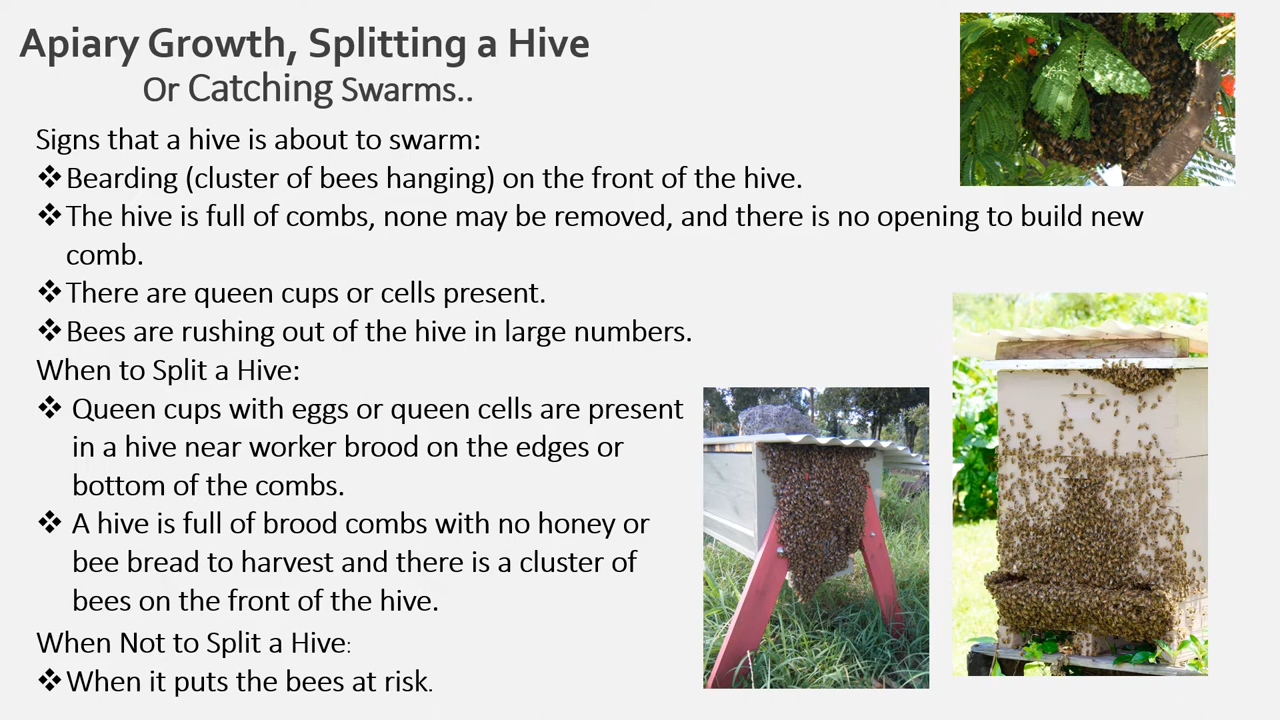 Apiary Growth, Splitting a Hive
Or Catching Swarms..
Signs that a hive is about to swarm:
❖Bearding (cluster of bees hanging) on the front of the hive.
❖The hive is full of combs, none may be removed, and there is no opening to build new
comb.
❖There are queen cups or cells present.
❖Bees are rushing out of the hive in large numbers.
When to Split a Hive:
❖ Queen cups with eggs or queen cells are present
in a hive near worker brood on the edges or
bottom of the combs.
❖ A hive is full of brood combs with no honey or
bee bread to harvest and there is a cluster of
bees on the front of the hive.
When Not to Split a Hive:
❖When it puts the bees at risk.